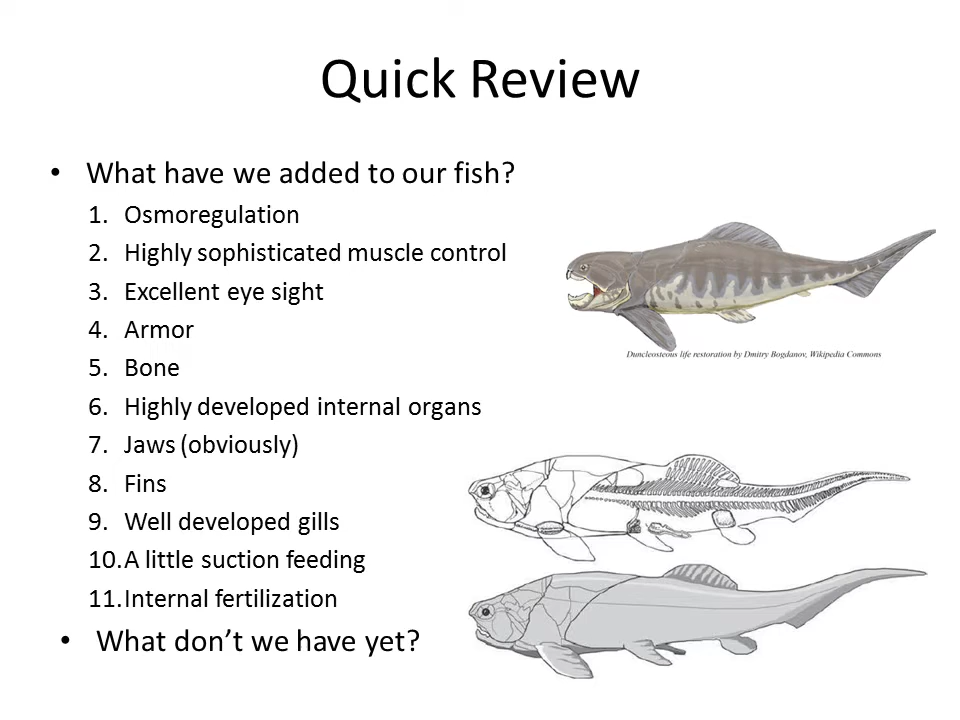 Quick Review
• What have we added to our fish?
1. Osmoregulation
2. Highly sophisticated muscle control
3. Excellent eye sight
4. Armor
5. Bone
6. Highly developed internal organs
7. Jaws (obviously)
8. Fins
9. Well developed gills
10. A little suction feeding
11. Internal fertilization
• What don’t we have yet?
Duncleosteous life restoration by Dmitry Bogdanov, Wikipedia Commons